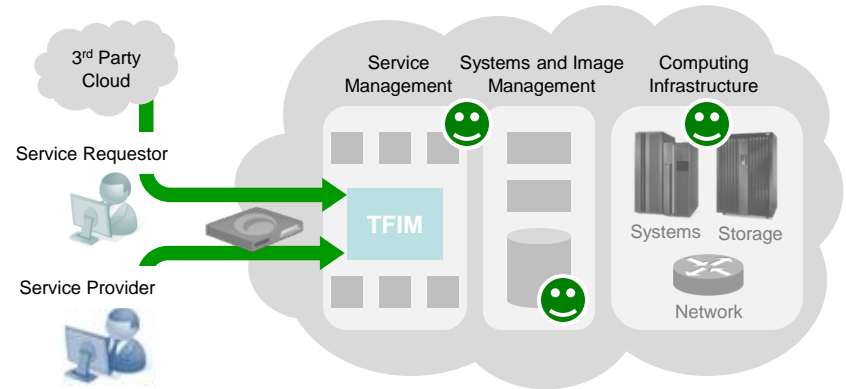 3rd Party
Cloud
Service Requestor
Service Provider
Service
Management
Systems and Image
Management
Computing
Infrastructure
TFIM
Systems
Storage
Network